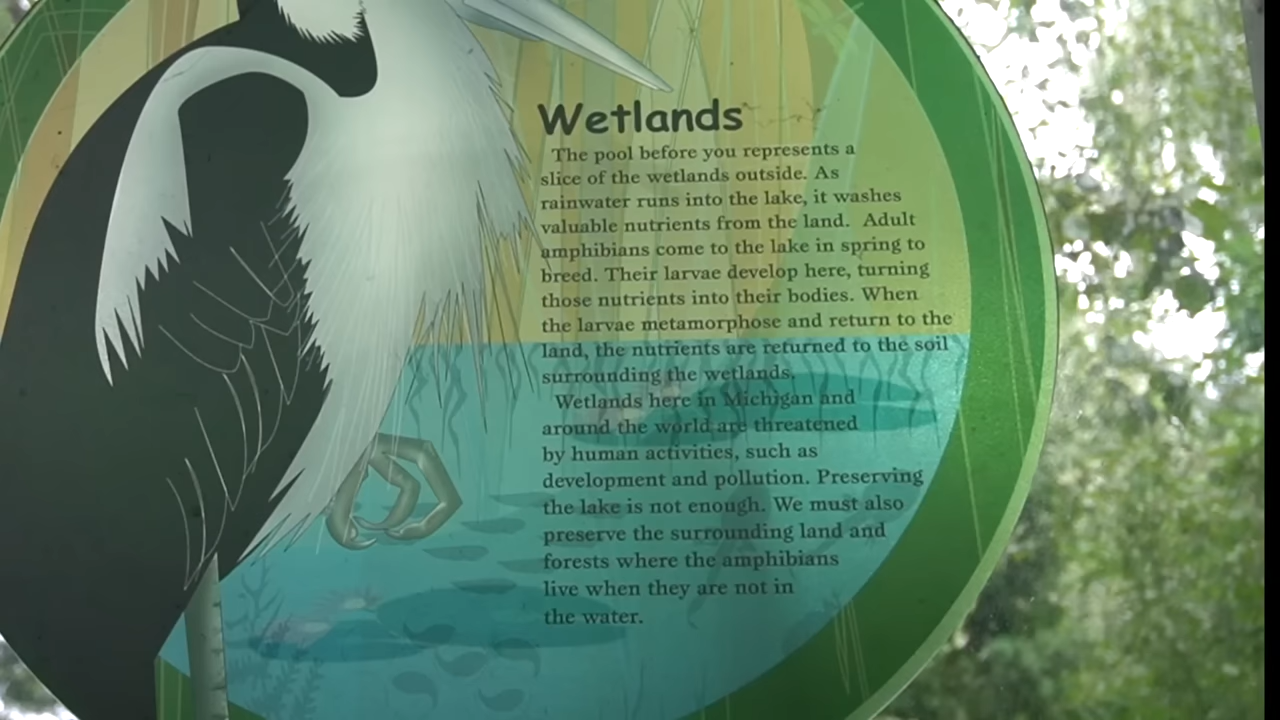 Wetlands
The pool before you represents a
slice of the wetlands outside. As
rainwater runs into the lake, it washes
valuable nutrients from the land. Adult
amphibians come to the lake in spring to
breed. Their larvae develop here, turning
those nutrients into their bodies. When
the larvae metamorphose and return to the
land, the nutrients are returned to the soil
surrounding the wetlands.
Wetlands here in Michigan and
around the world are threatened
by human activities, such as
development and pollution. Preserving
the lake is not enough. We must also
preserve the surrounding land and
forests where the amphibians
live when they are not in
the water.